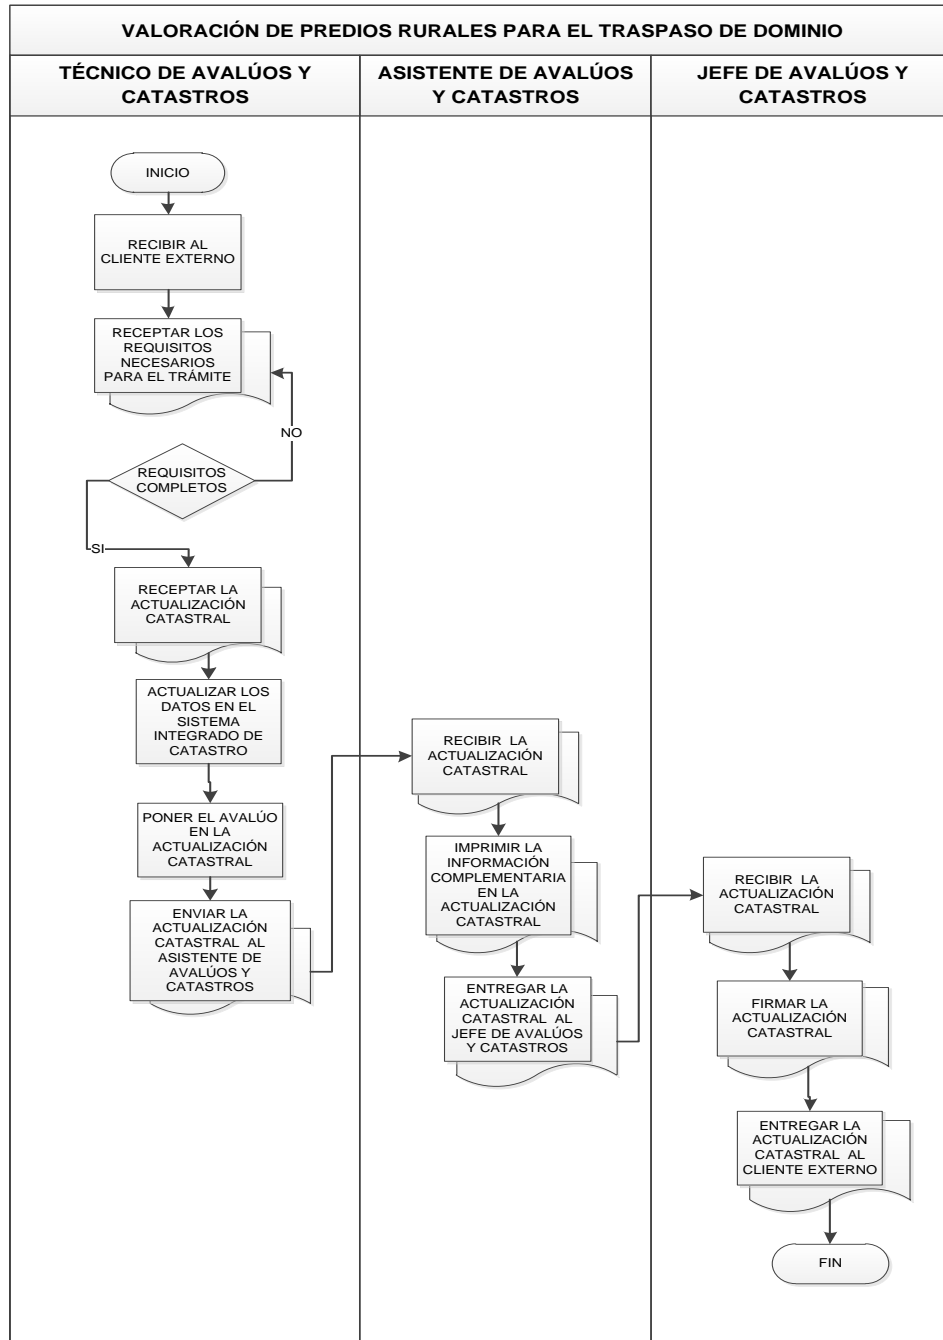 VALORACIÓN DE PREDIOS RURALES PARA EL TRASPASO DE DOMINIO
TÉCNICO DE AVALÚOS Y
CATASTROS
ASISTENTE DE AVALÚOS
Y CATASTROS
JEFE DE AVALÚOS Y
CATASTROS
INICIO
RECIBIR AL
CLIENTE EXTERNO
RECEPTAR LOS
REQUISITOS
NECESARIOS
PARA EL TRÁMITE
NO
REQUISITOS
COMPLETOS
SI
RECEPTAR LA
ACTUALIZACIÓN
CATASTRAL
ACTUALIZAR LOS
DATOS EN EL
SISTEMA
INTEGRADO DE
CATASTRO
PONER EL AVALÚO
EN LA
ACTUALIZACIÓN
CATASTRAL
ENVIAR LA
ACTUALIZACIÓN
CATASTRAL AL
ASISTENTE DE
AVALÚOS Y
CATASTROS
RECIBIR LA
ACTUALIZACIÓN
CATASTRAL
IMPRIMIR LA
INFORMACIÓN
COMPLEMENTARIA
EN LA
ACTUALIZACIÓN
CATASTRAL
ENTREGAR LA
ACTUALIZACIÓN
CATASTRAL AL
JEFE DE AVALÚOS
Y CATASTROS
RECIBIR LA
ACTUALIZACIÓN
CATASTRAL
FIRMAR LA
ACTUALIZACIÓN
CATASTRAL
ENTREGAR LA
ACTUALIZACIÓN
CATASTRAL AL
CLIENTE EXTERNO
FIN